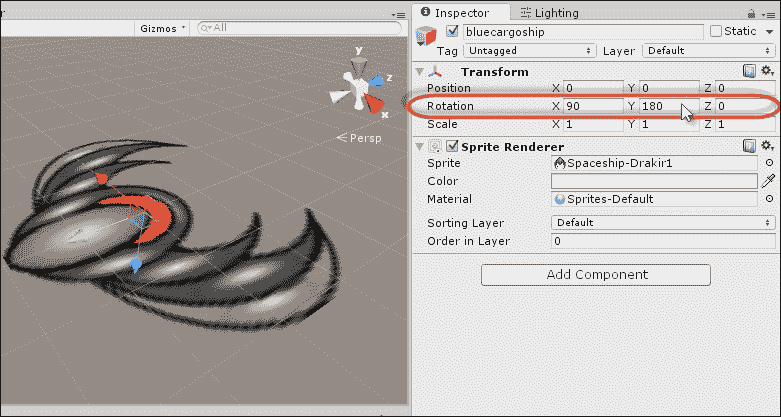 r
Gizmos
All
y
z
x
Persp
Inspector
Lighting
bluecargoship
Static
Tag Untagged Layer Default
Transform
Position X 0 Y 0 Z 0
Rotation X 90 Y 180 Z 0
Scale X 1 Y 1 Z 1
Sprite Renderer
Sprite Spaceship-Drakir1
Color
Material Sprites-Default
Sorting Layer Default
Order in Layer 0
Add Component